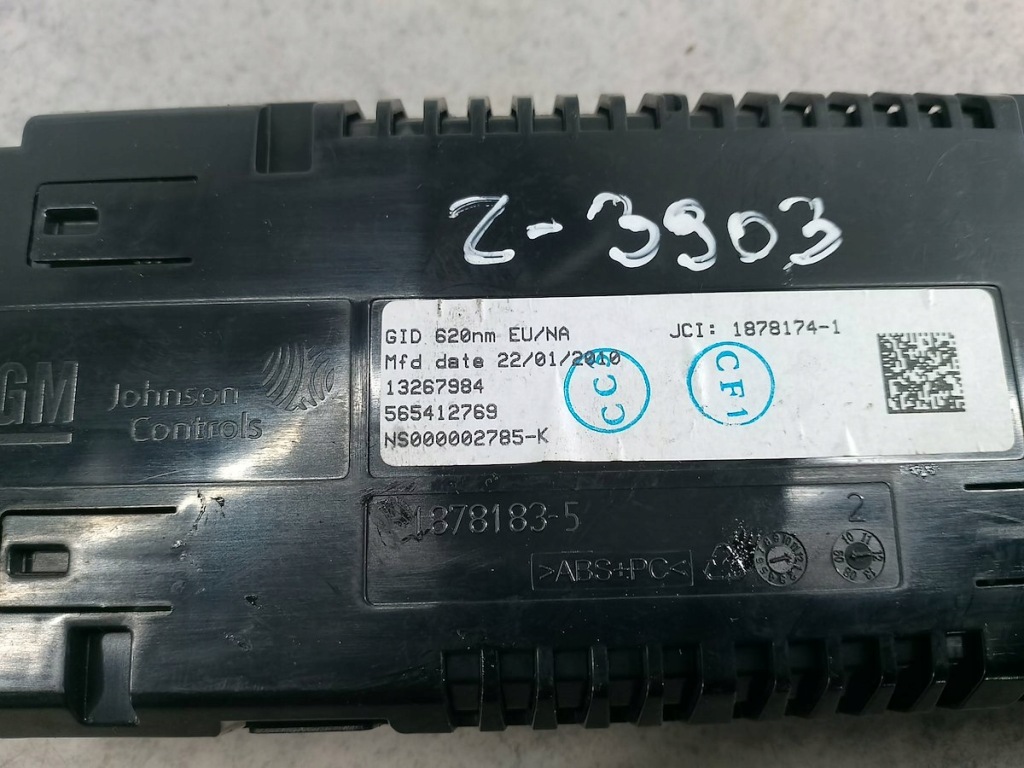 Z-3903
GID 620nm EU/NA JCI: 1878174-1
Mfd date 22/01/2010
13267984
565412769
NS000002785-K
CC
CF1
GM
Johnson
Controls
1878183-5
2
>ABS+PC<